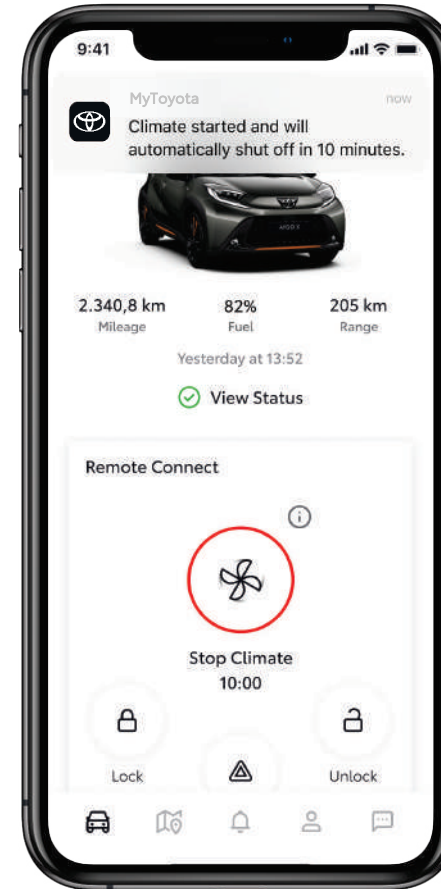 9:41
MyToyota
now
Climate started and will
automatically shut off in 10 minutes.
2.340,8 km
82%
205 km
Mileage
Fuel
Range
Yesterday at 13:52
View Status
Remote Connect
Stop Climate
10:00
Lock
Unlock